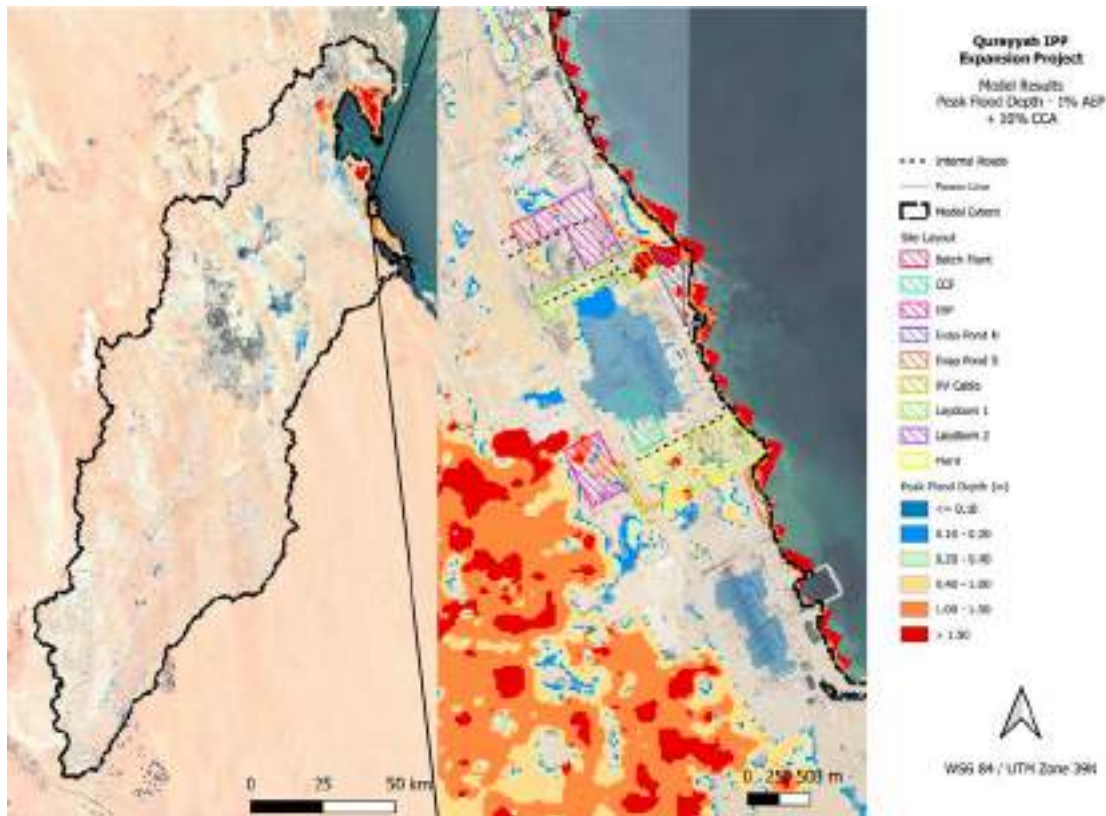 Qurayyah IPP
Expansion Project
Model Results
Peak Flood Depth - 1% AEP
+ 10% CCA
Internal Roads
Power Line
Model Extent
Site Layout
Batch Plant
Evap Pond N
Evap Pond S
Laydown 1
Laydown 2
Peak Flood Depth (m)
<= 0.10
0.10 - 0.20
0.20 - 0.40
0.40 - 1.00
1.00 - 1.50
> 1.50
WGS 84 / UTM Zone 39N
0 25 50 km
0 250 500 m